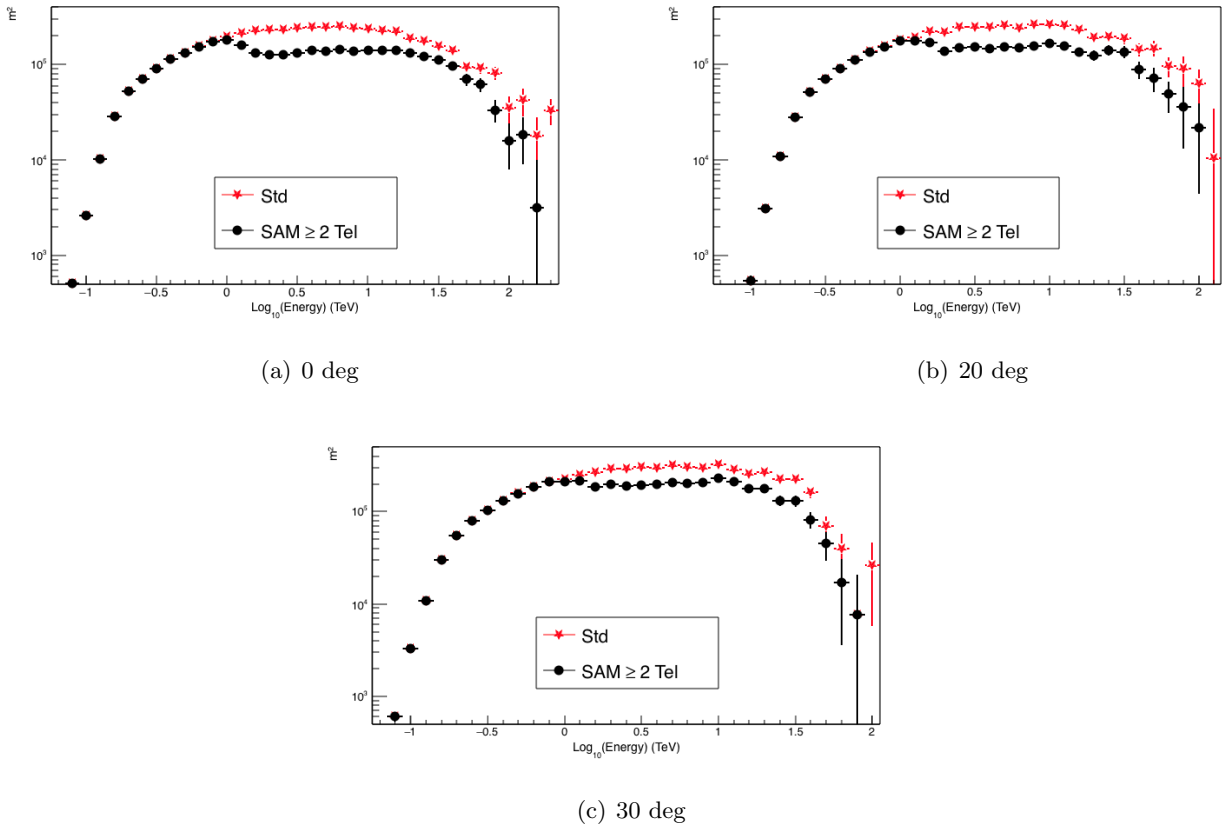 m²
10⁵
10⁴
10³
Std
SAM ≥ 2 Tel
−1 −0.5 0 0.5 1 1.5 2
Log₁₀(Energy) (TeV)
(a) 0 deg
m²
10⁵
10⁴
10³
Std
SAM ≥ 2 Tel
−1 −0.5 0 0.5 1 1.5 2
Log₁₀(Energy) (TeV)
(b) 20 deg
m²
10⁵
10⁴
10³
Std
SAM ≥ 2 Tel
−1 −0.5 0 0.5 1 1.5 2
Log₁₀(Energy) (TeV)
(c) 30 deg